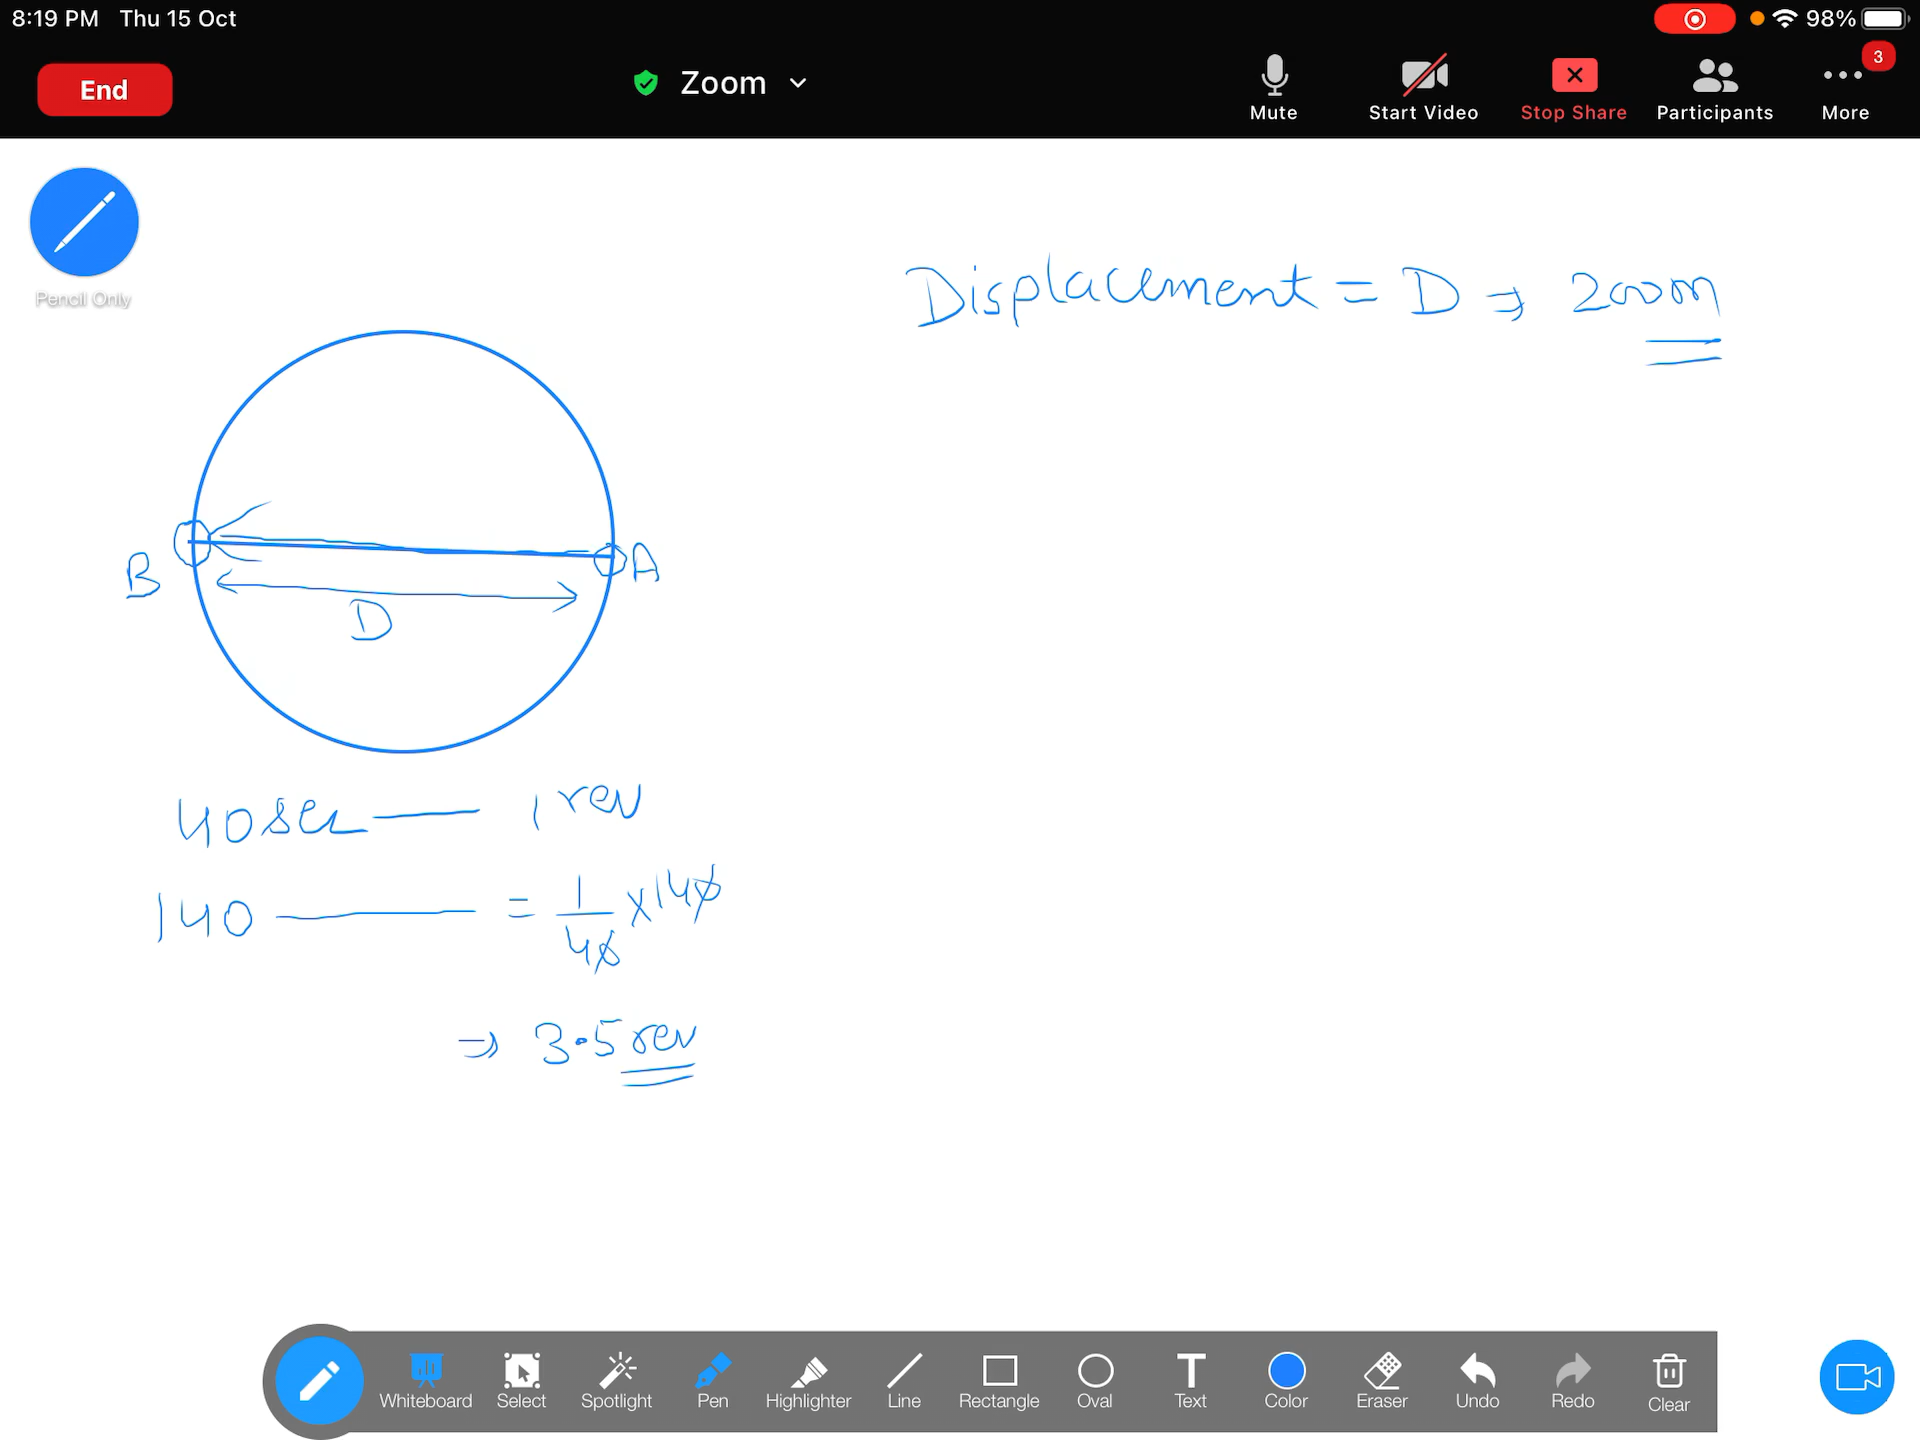 8:19 PM Thu 15 Oct
98%
End
Zoom
Mute
Start Video
Stop Share
Participants
More
3
Pencil Only
Displacement = D ⇒ 200m
B
A
D
40sec — 1 rev
140 — = 1/40 x 140
⇒ 3.5 rev
Whiteboard
Select
Spotlight
Pen
Highlighter
Line
Rectangle
Oval
Text
Color
Eraser
Undo
Redo
Clear